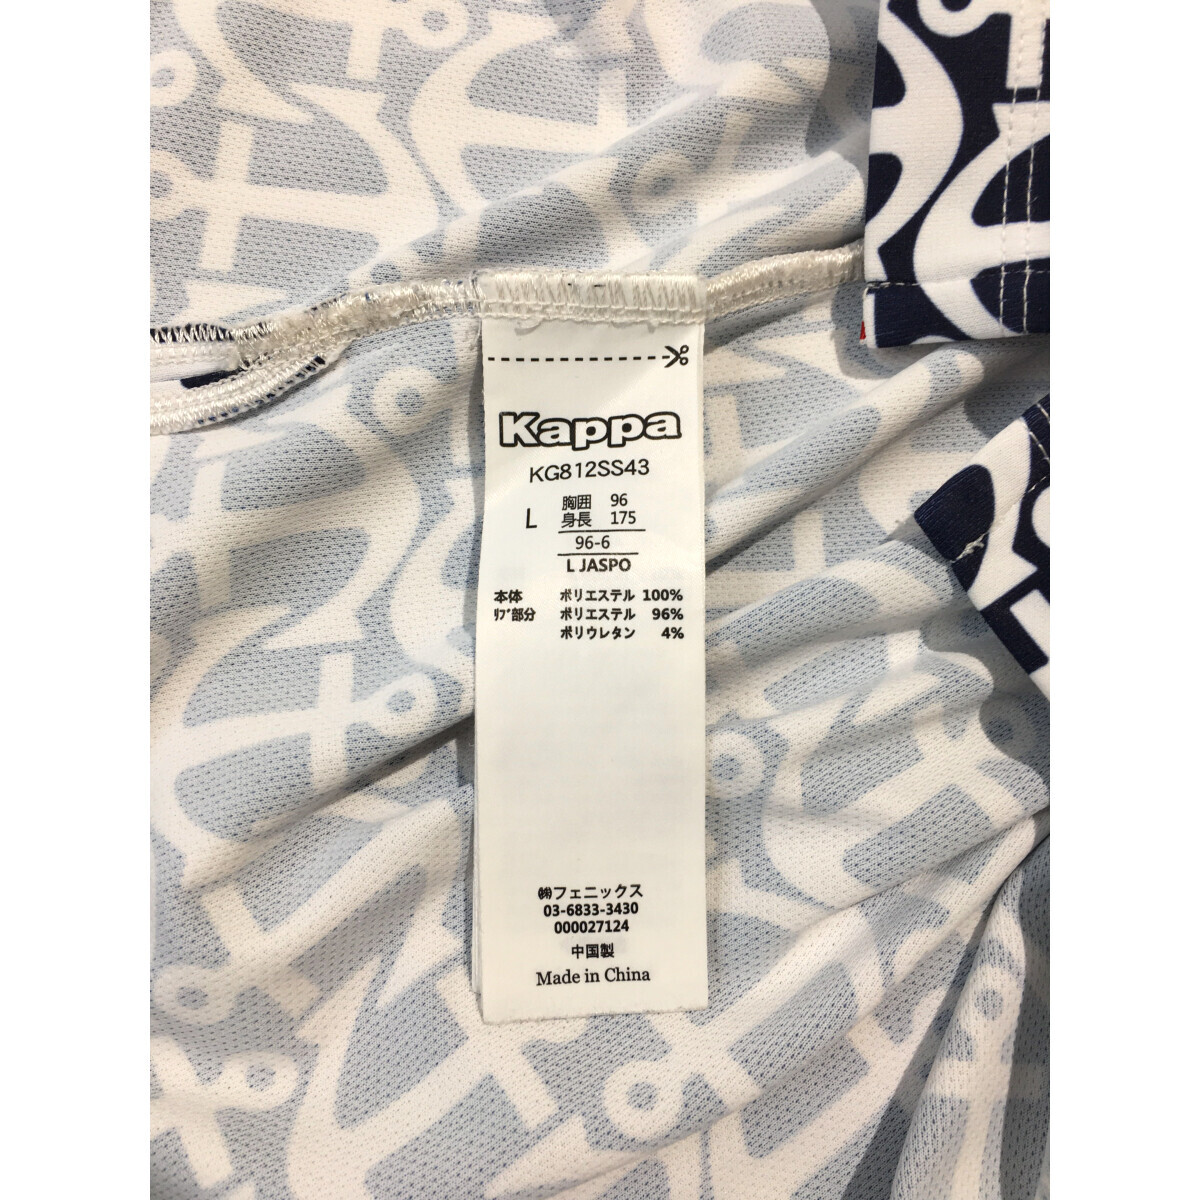 Kappa
KG812SS43
L
胸囲 96
身長 175
96-6
L JASPO
本体 ポリエステル 100%
ﾘﾌﾞ部分 ポリエステル 96%
ポリウレタン 4%
㈱フェニックス
03-6833-3430
000027124
中国製
Made in China